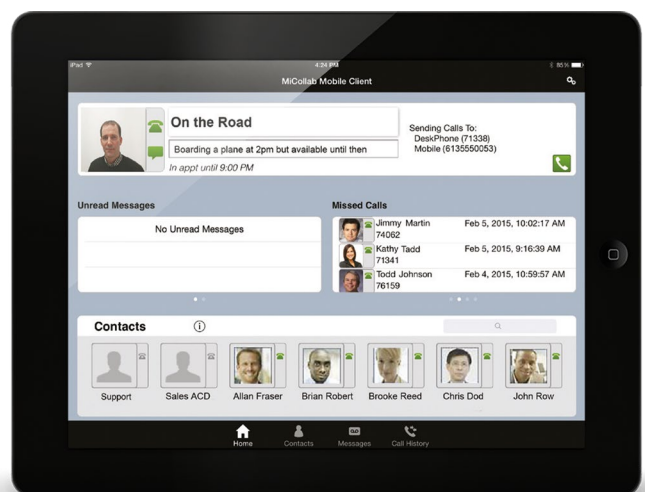 iPad
4:24 PM
85%
MiCollab Mobile Client
On the Road
Boarding a plane at 2pm but available until then
In appt until 9:00 PM
Sending Calls To:
DeskPhone (71338)
Mobile (6135550053)
Unread Messages
No Unread Messages
Missed Calls
Jimmy Martin Feb 5, 2015, 10:02:17 AM
74062
Kathy Tadd Feb 5, 2015, 9:16:39 AM
71341
Todd Johnson Feb 4, 2015, 10:59:57 AM
76159
Contacts
Support
Sales ACD
Allan Fraser
Brian Robert
Brooke Reed
Chris Dod
John Row
Home
Contacts
Messages
Call History